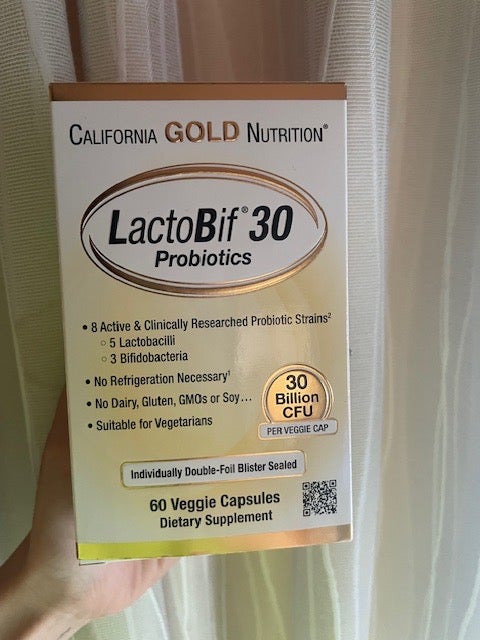 CALIFORNIA GOLD NUTRITION®
LactoBif® 30
Probiotics
• 8 Active & Clinically Researched Probiotic Strains²
○ 5 Lactobacilli
○ 3 Bifidobacteria
• No Refrigeration Necessary¹
• No Dairy, Gluten, GMOs or Soy...
• Suitable for Vegetarians
30
Billion
CFU
PER VEGGIE CAP
Individually Double-Foil Blister Sealed
60 Veggie Capsules
Dietary Supplement